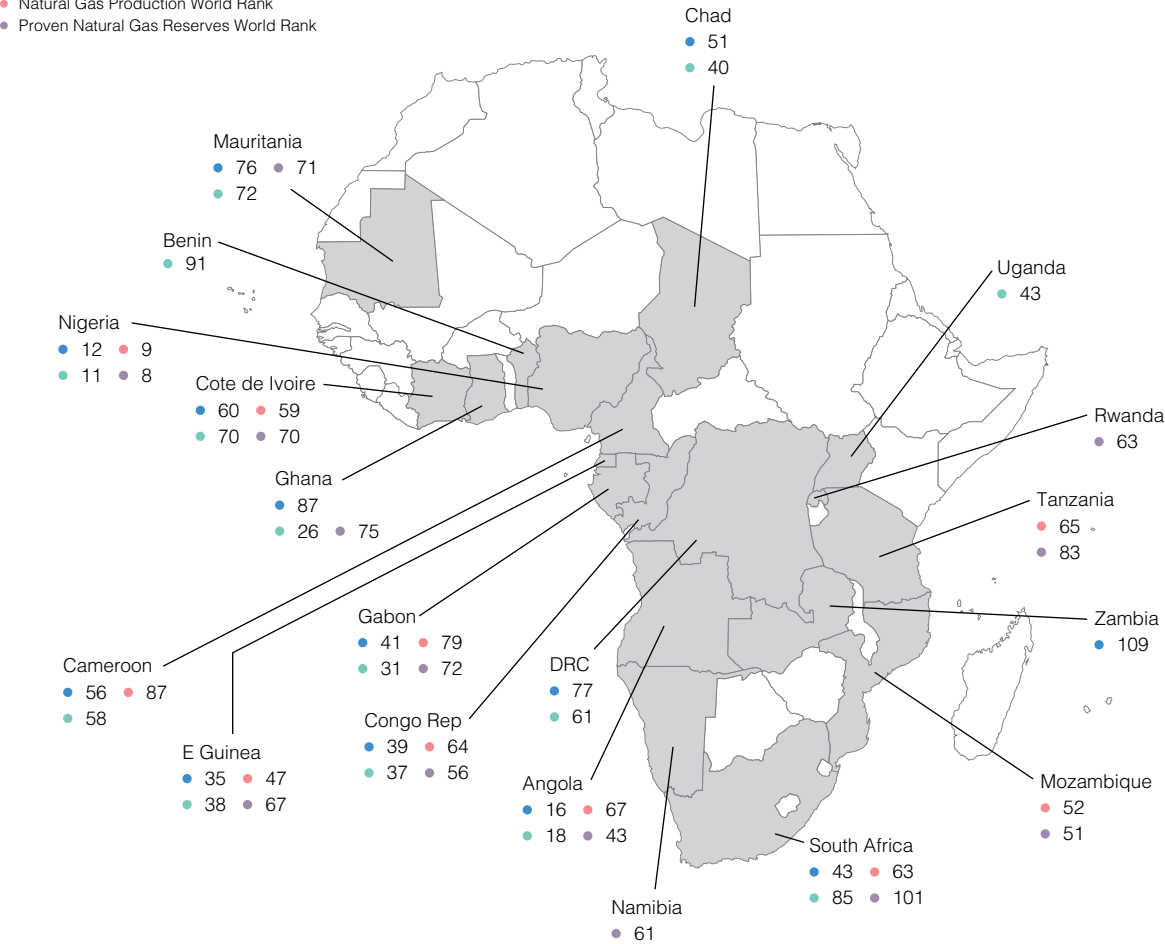 Natural Gas Production World Rank
Proven Natural Gas Reserves World Rank
Chad
51
40
Mauritania
76 71
72
Benin
91
Uganda
43
Nigeria
12 9
11 8
Cote de Ivoire
60 59
70 70
Rwanda
63
Ghana
87
26 75
Tanzania
65
83
Gabon
41 79
31 72
Zambia
109
Cameroon
56 87
58
DRC
77
61
Congo Rep
39 64
37 56
E Guinea
35 47
38 67
Angola
16 67
18 43
Mozambique
52
51
South Africa
43 63
85 101
Namibia
61